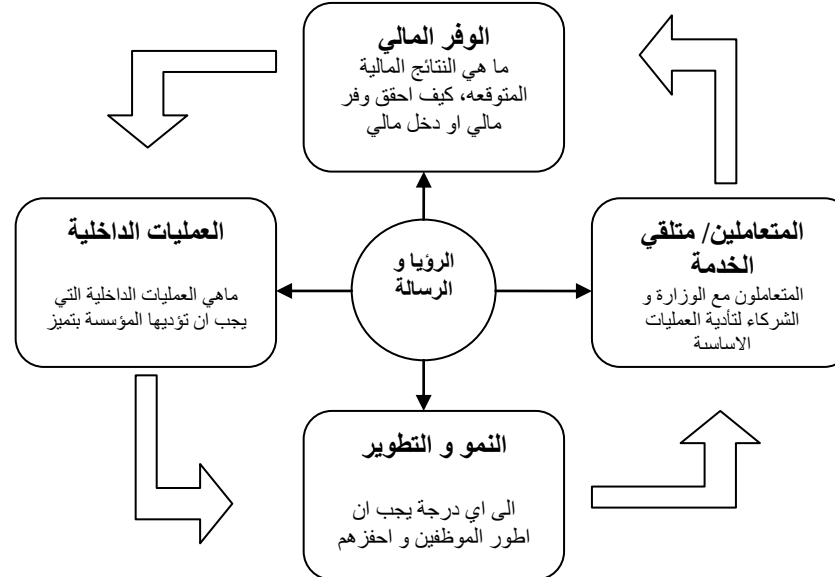 الوفر المالي
ما هي النتائج المالية
المتوقعه، كيف احقق وفر
مالي او دخل مالي
المتعاملين/ متلقي
الخدمة
المتعاملون مع الوزارة و
الشركاء لتأدية العمليات
الاساسية
الرؤيا و
الرسالة
العمليات الداخلية
ماهي العمليات الداخلية التي
يجب ان تؤديها المؤسسة بتميز
النمو و التطوير
الى اي درجة يجب ان
اطور الموظفين و احفزهم